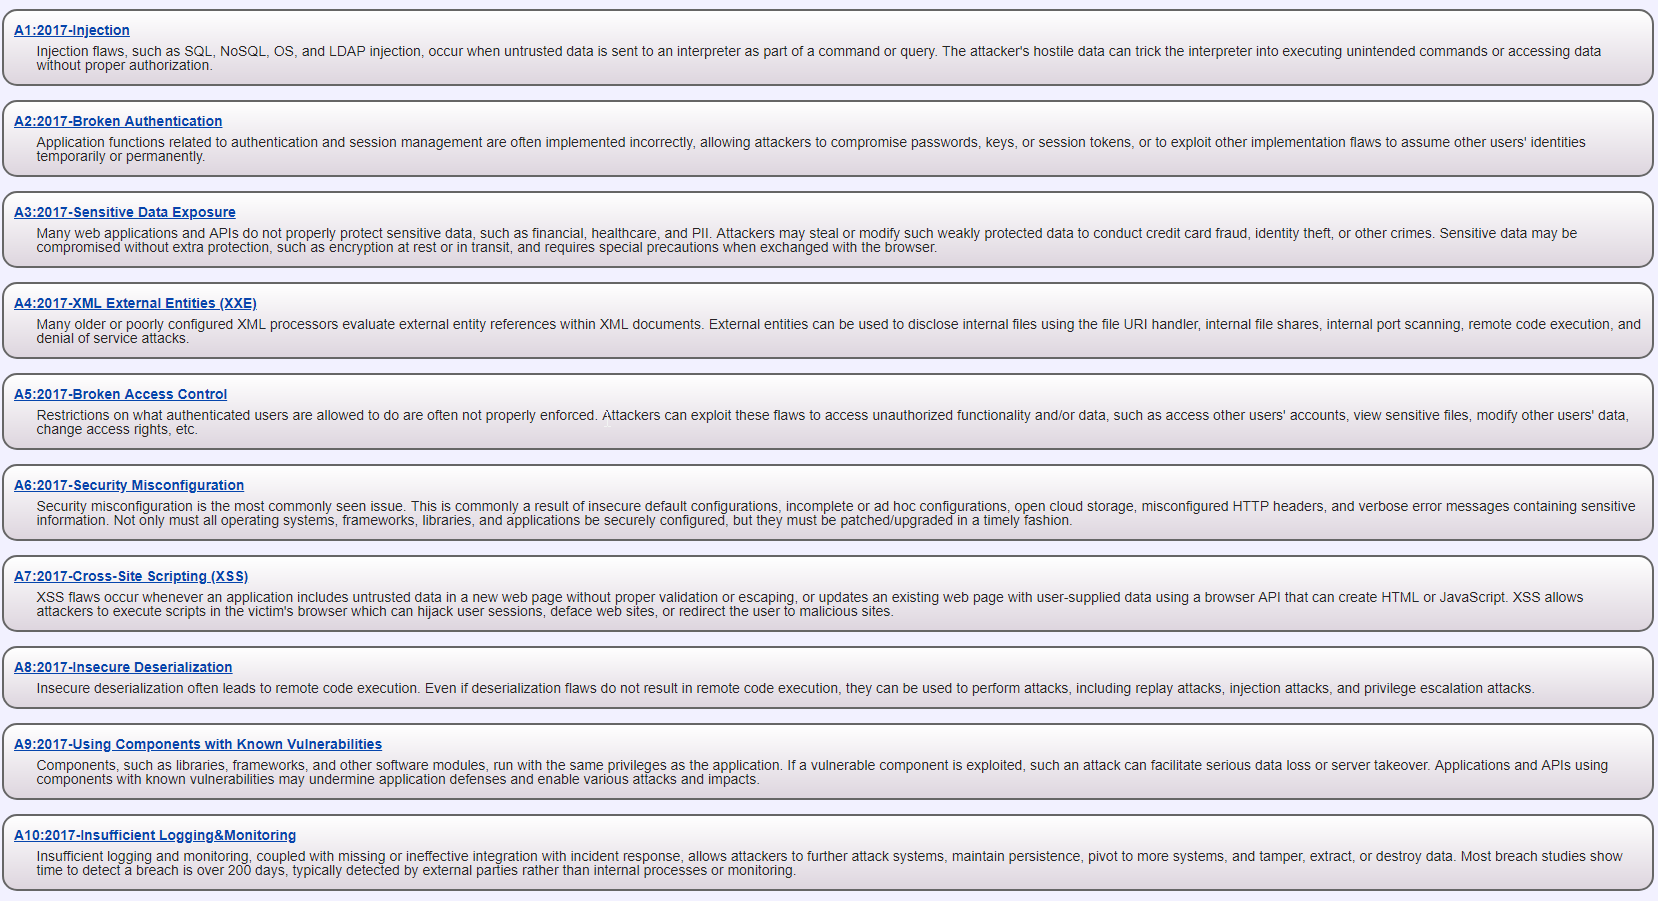 A1:2017-Injection
Injection flaws, such as SQL, NoSQL, OS, and LDAP injection, occur when untrusted data is sent to an interpreter as part of a command or query. The attacker's hostile data can trick the interpreter into executing unintended commands or accessing data
without proper authorization.
A2:2017-Broken Authentication
Application functions related to authentication and session management are often implemented incorrectly, allowing attackers to compromise passwords, keys, or session tokens, or to exploit other implementation flaws to assume other users' identities
temporarily or permanently.
A3:2017-Sensitive Data Exposure
Many web applications and APIs do not properly protect sensitive data, such as financial, healthcare, and PII. Attackers may steal or modify such weakly protected data to conduct credit card fraud, identity theft, or other crimes. Sensitive data may be
compromised without extra protection, such as encryption at rest or in transit, and requires special precautions when exchanged with the browser.
A4:2017-XML External Entities (XXE)
Many older or poorly configured XML processors evaluate external entity references within XML documents. External entities can be used to disclose internal files using the file URI handler, internal file shares, internal port scanning, remote code execution, and
denial of service attacks.
A5:2017-Broken Access Control
Restrictions on what authenticated users are allowed to do are often not properly enforced. Attackers can exploit these flaws to access unauthorized functionality and/or data, such as access other users' accounts, view sensitive files, modify other users' data,
change access rights, etc.
A6:2017-Security Misconfiguration
Security misconfiguration is the most commonly seen issue. This is commonly a result of insecure default configurations, incomplete or ad hoc configurations, open cloud storage, misconfigured HTTP headers, and verbose error messages containing sensitive
information. Not only must all operating systems, frameworks, libraries, and applications be securely configured, but they must be patched/upgraded in a timely fashion.
A7:2017-Cross-Site Scripting (XSS)
XSS flaws occur whenever an application includes untrusted data in a new web page without proper validation or escaping, or updates an existing web page with user-supplied data using a browser API that can create HTML or JavaScript. XSS allows
attackers to execute scripts in the victim's browser which can hijack user sessions, deface web sites, or redirect the user to malicious sites.
A8:2017-Insecure Deserialization
Insecure deserialization often leads to remote code execution. Even if deserialization flaws do not result in remote code execution, they can be used to perform attacks, including replay attacks, injection attacks, and privilege escalation attacks.
A9:2017-Using Components with Known Vulnerabilities
Components, such as libraries, frameworks, and other software modules, run with the same privileges as the application. If a vulnerable component is exploited, such an attack can facilitate serious data loss or server takeover. Applications and APIs using
components with known vulnerabilities may undermine application defenses and enable various attacks and impacts.
A10:2017-Insufficient Logging&Monitoring
Insufficient logging and monitoring, coupled with missing or ineffective integration with incident response, allows attackers to further attack systems, maintain persistence, pivot to more systems, and tamper, extract, or destroy data. Most breach studies show
time to detect a breach is over 200 days, typically detected by external parties rather than internal processes or monitoring.